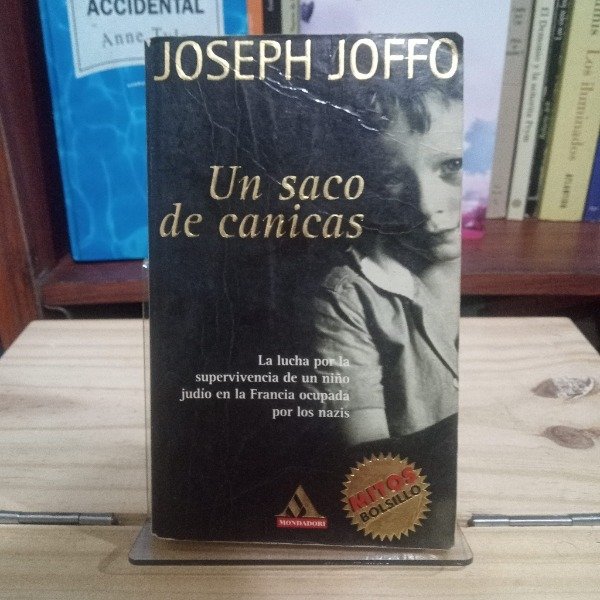 ACCIDENTAL
Anne
JOSEPH JOFFO
Un saco
de canicas
La lucha por la
supervivencia de un niño
judío en la Francia ocupada
por los nazis
MONDADORI
MITOS
BOLSILLO
Los Iluminados